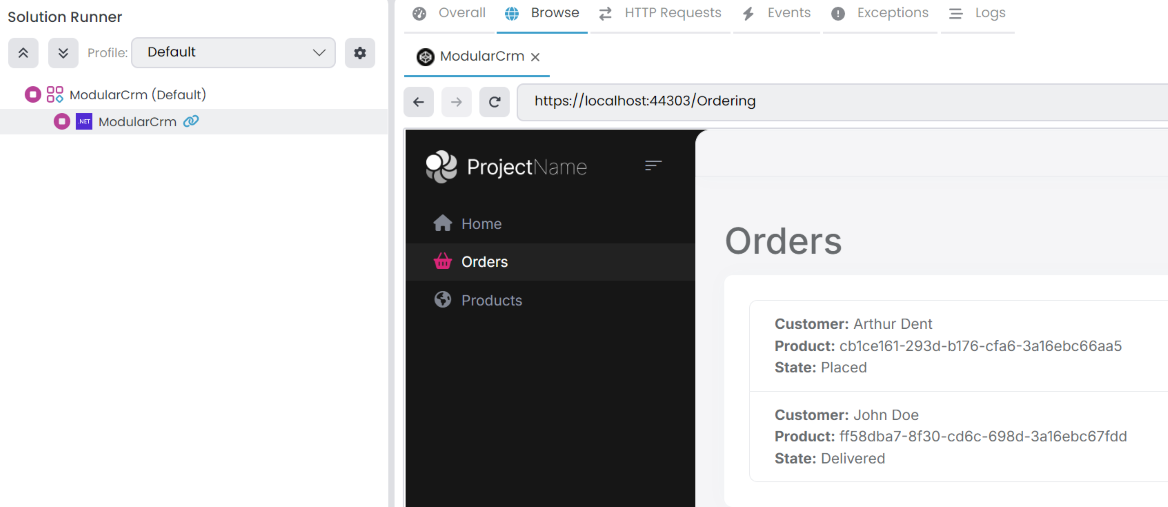 Solution Runner
Profile: Default
ModularCrm (Default)
NET ModularCrm
Overall Browse HTTP Requests Events Exceptions Logs
ModularCrm
https://localhost:44303/Ordering
ProjectName
Home
Orders
Products
Orders
Customer: Arthur Dent
Product: cb1ce161-293d-b176-cfa6-3a16ebc66aa5
State: Placed
Customer: John Doe
Product: ff58dba7-8f30-cd6c-698d-3a16ebc67fdd
State: Delivered